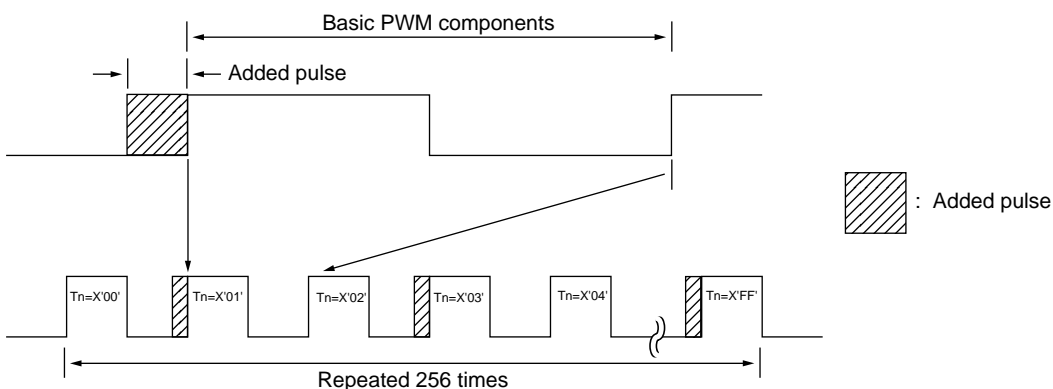 Basic PWM components
Added pulse
: Added pulse
Tn=X'00'
Tn=X'01'
Tn=X'02'
Tn=X'03'
Tn=X'04'
Tn=X'FF'
Repeated 256 times